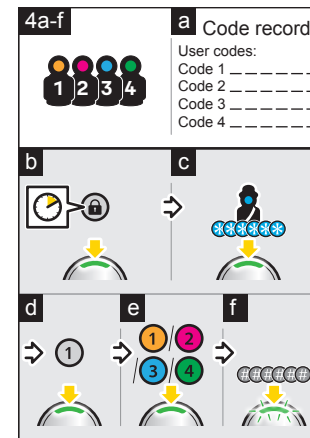 4a-f
1 2 3 4
a Code record
User codes:
Code 1 _ _ _ _ _ _
Code 2 _ _ _ _ _ _
Code 3 _ _ _ _ _ _
Code 4 _ _ _ _ _ _
b
c
******
d
1
e
1/2
3/4
f
######